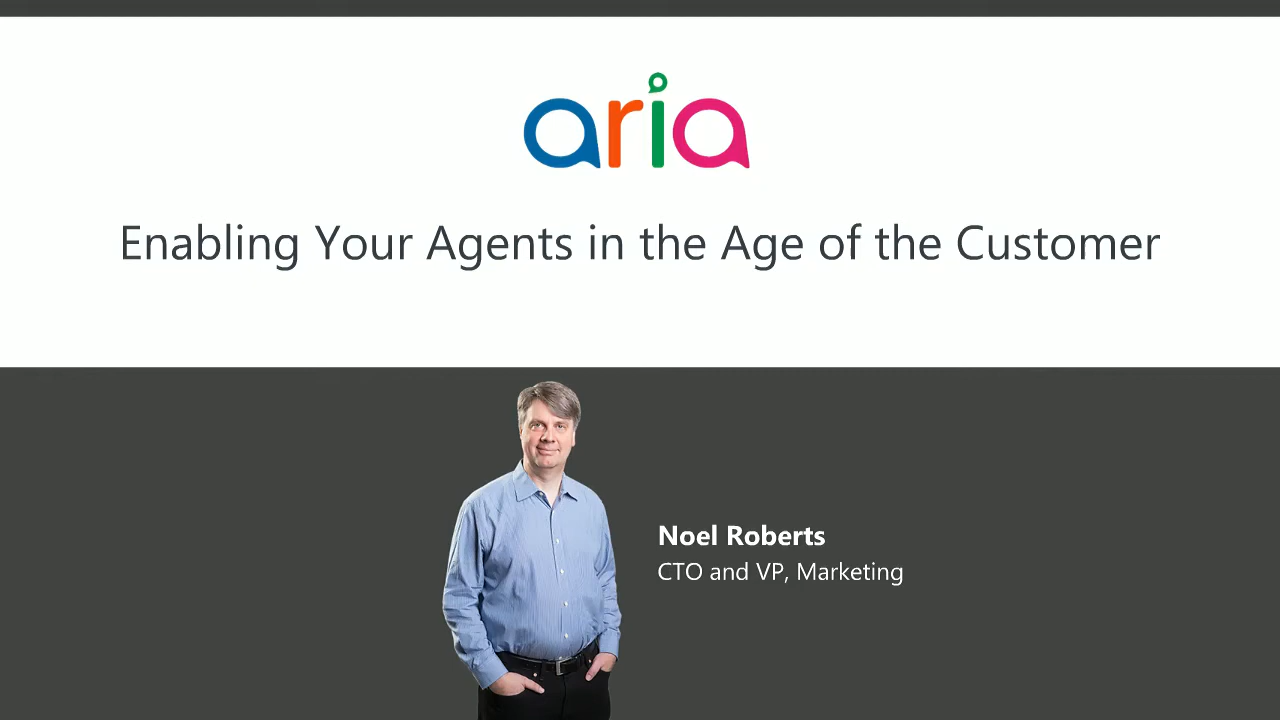 aria
Enabling Your Agents in the Age of the Customer
Noel Roberts
CTO and VP, Marketing